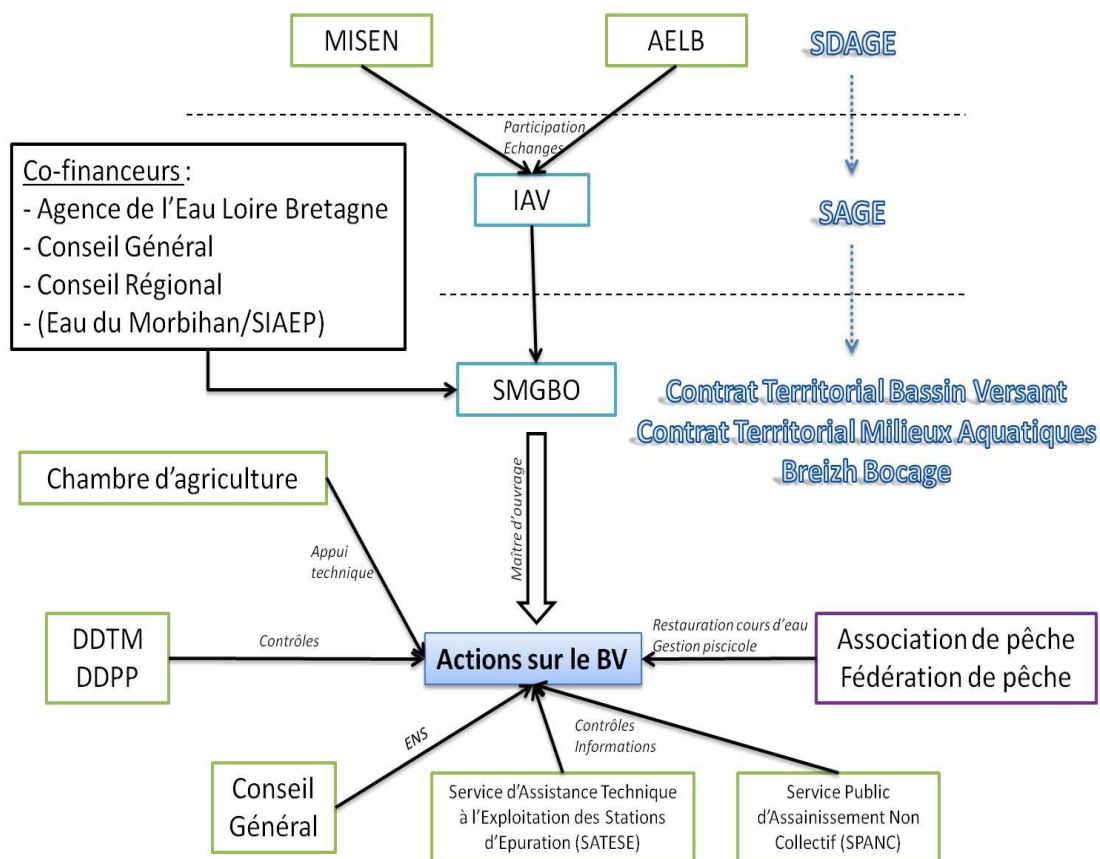 MISEN
AELB
SDAGE
Participation
Echanges
Co-financeurs :
- Agence de l'Eau Loire Bretagne
- Conseil Général
- Conseil Régional
- (Eau du Morbihan/SIAEP)
IAV
SAGE
SMGBO
Contrat Territorial Bassin Versant
Contrat Territorial Milieux Aquatiques
Breizh Bocage
Chambre d'agriculture
Maître d'ouvrage
Appui
technique
DDTM
DDPP
Contrôles
Actions sur le BV
Restauration cours d'eau
Gestion piscicole
Association de pêche
Fédération de pêche
ENS
Contrôles
Informations
Conseil
Général
Service d'Assistance Technique
à l'Exploitation des Stations
d'Epuration (SATESE)
Service Public
d'Assainissement Non
Collectif (SPANC)